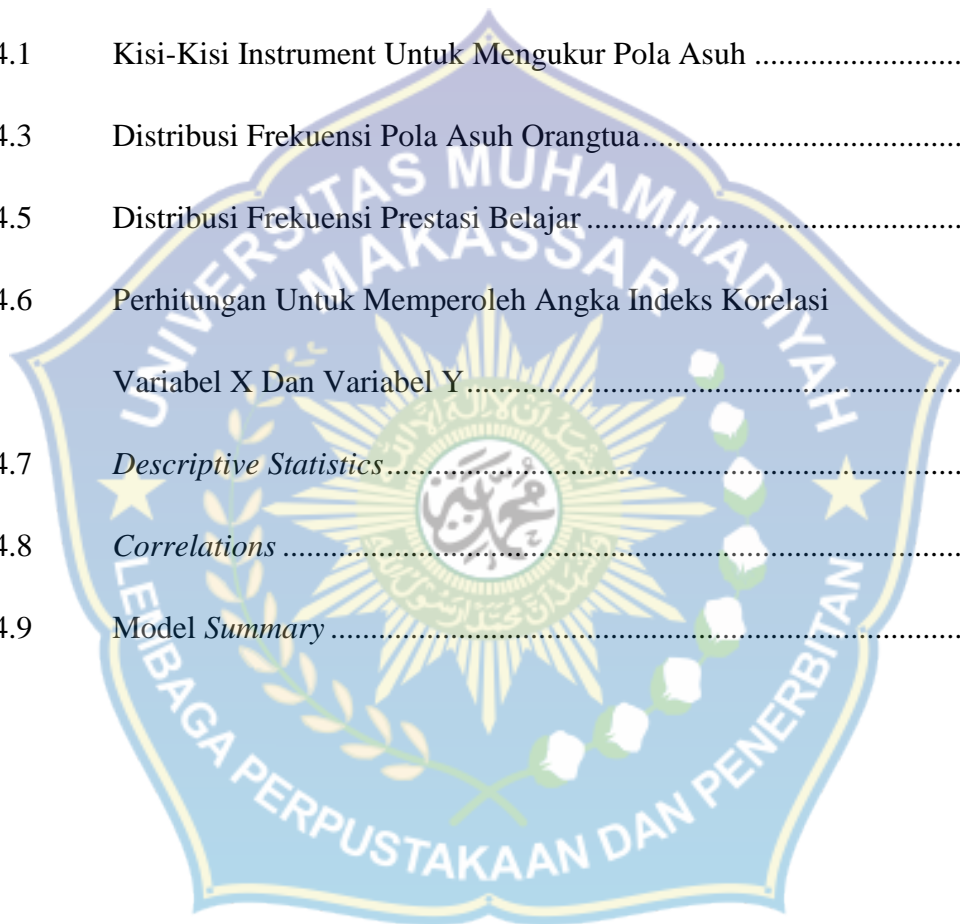 4.1 Kisi-Kisi Instrument Untuk Mengukur Pola Asuh ........................
4.3 Distribusi Frekuensi Pola Asuh Orangtua....................................
4.5 Distribusi Frekuensi Prestasi Belajar ..........................................
4.6 Perhitungan Untuk Memperoleh Angka Indeks Korelasi
Variabel X Dan Variabel Y..........................................................
4.7 Descriptive Statistics...................................................................
4.8 Correlations ................................................................................
4.9 Model Summary ..........................................................................
UNIVERSITAS MUHAMMADIYAH
MAKASSAR
LEMBAGA PERPUSTAKAAN DAN PENERBITAN